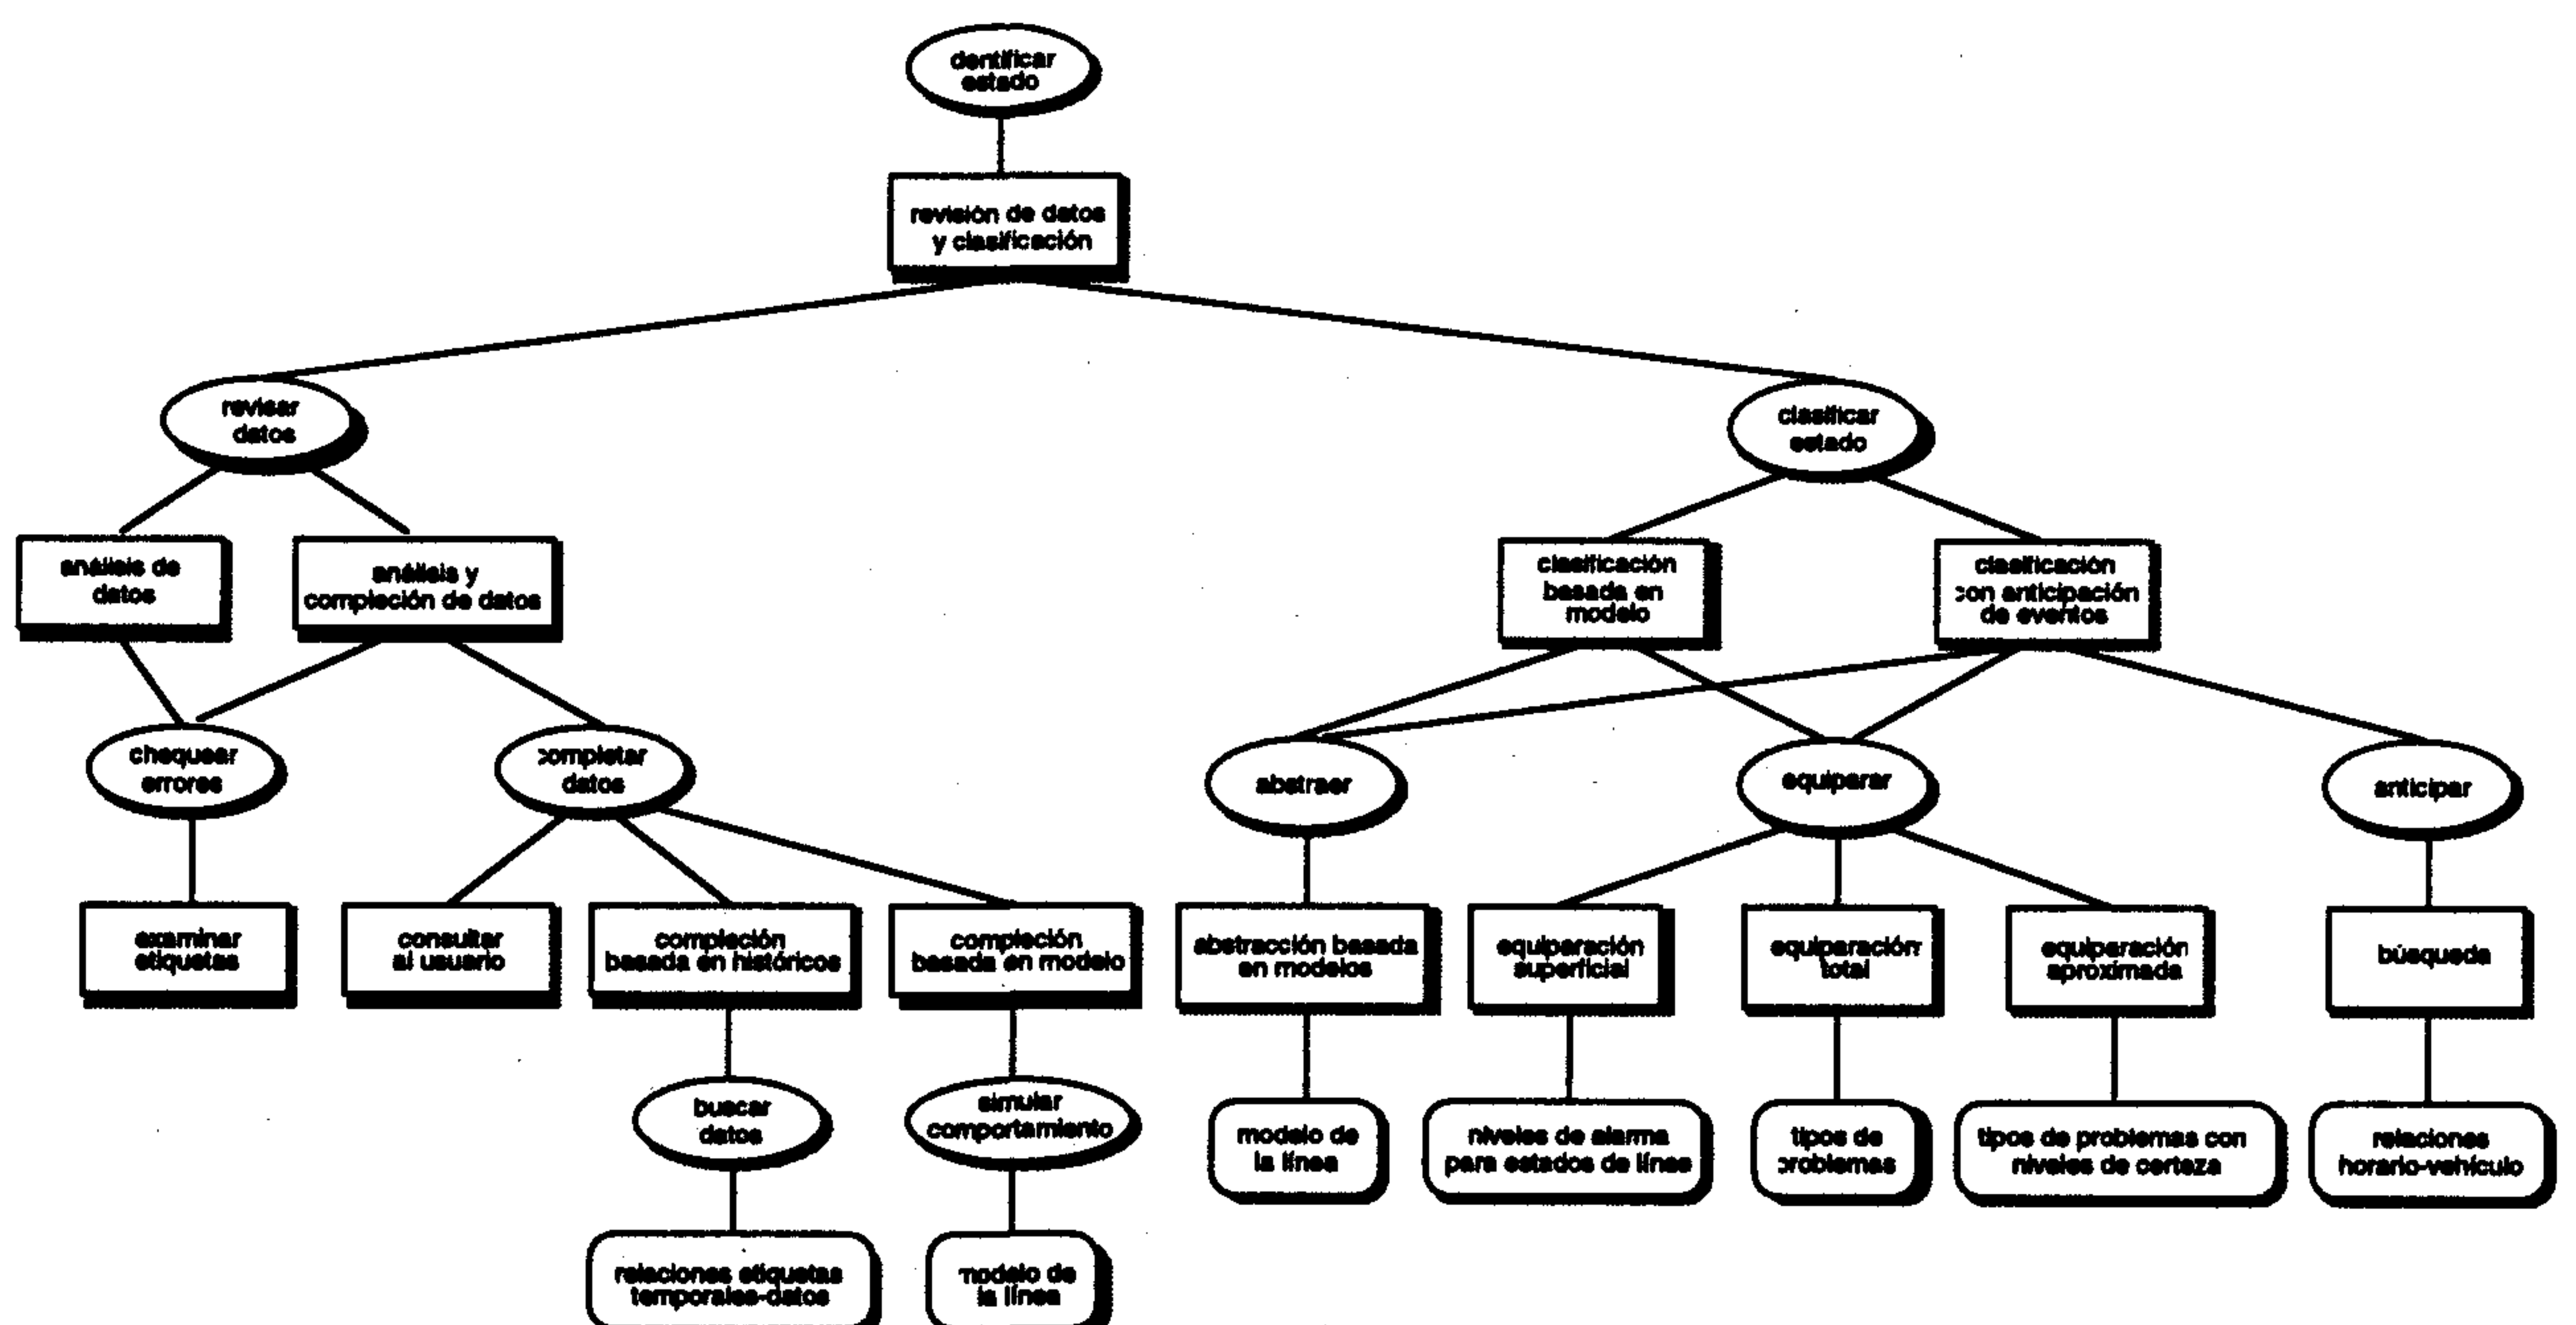 dentificar
estado
revisión de datos
y clasificación
revisar
datos
clasificar
estado
análisis de
datos
análisis y
compleción de datos
clasificación
basada en
modelo
clasificación
con anticipación
de eventos
chequear
errores
completar
datos
abstraer
equiparar
anticipar
examinar
etiquetas
consultar
al usuario
compleción
basada en históricos
compleción
basada en modelo
abstracción basada
en modelos
equiparación
superficial
equiparación
total
equiparación
aproximada
búsqueda
buscar
datos
simular
comportamiento
modelo de
la línea
niveles de alarma
para estados de línea
tipos de
problemas
tipos de problemas con
niveles de certeza
relaciones
horario-vehículo
relaciones etiquetas
temporales-datos
modelo de
la línea